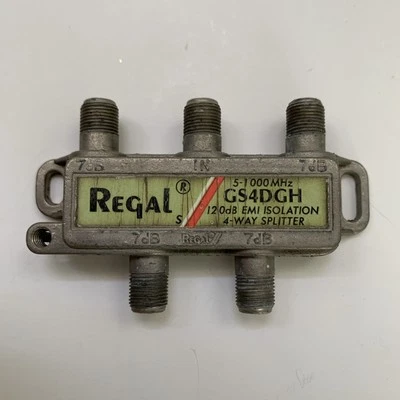 7dB IN 7dB
REGAL ® S
5-1000MHz
GS4DGH
120dB EMI ISOLATION
4-WAY SPLITTER
7dB 7dB